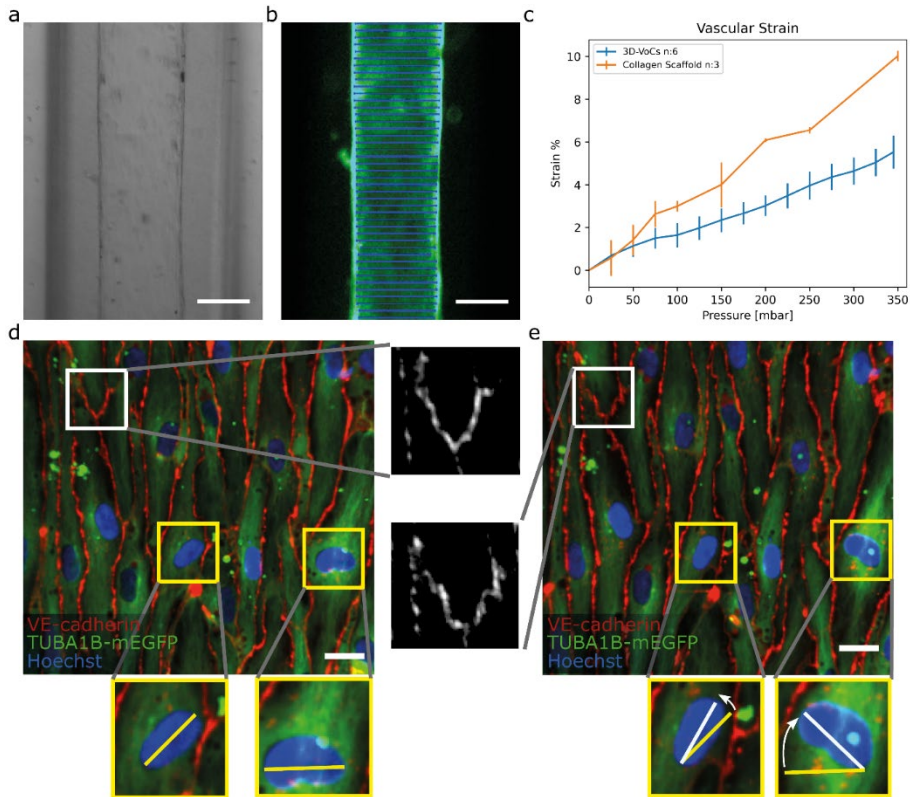 a
b
c
Vascular Strain
3D-VoCs n:6
Collagen Scaffold n:3
10
8
6
4
2
0
Strain %
0 50 100 150 200 250 300 350
Pressure [mbar]
d
VE-cadherin
TUBA1B-mEGFP
Hoechst
e
VE-cadherin
TUBA1B-mEGFP
Hoechst